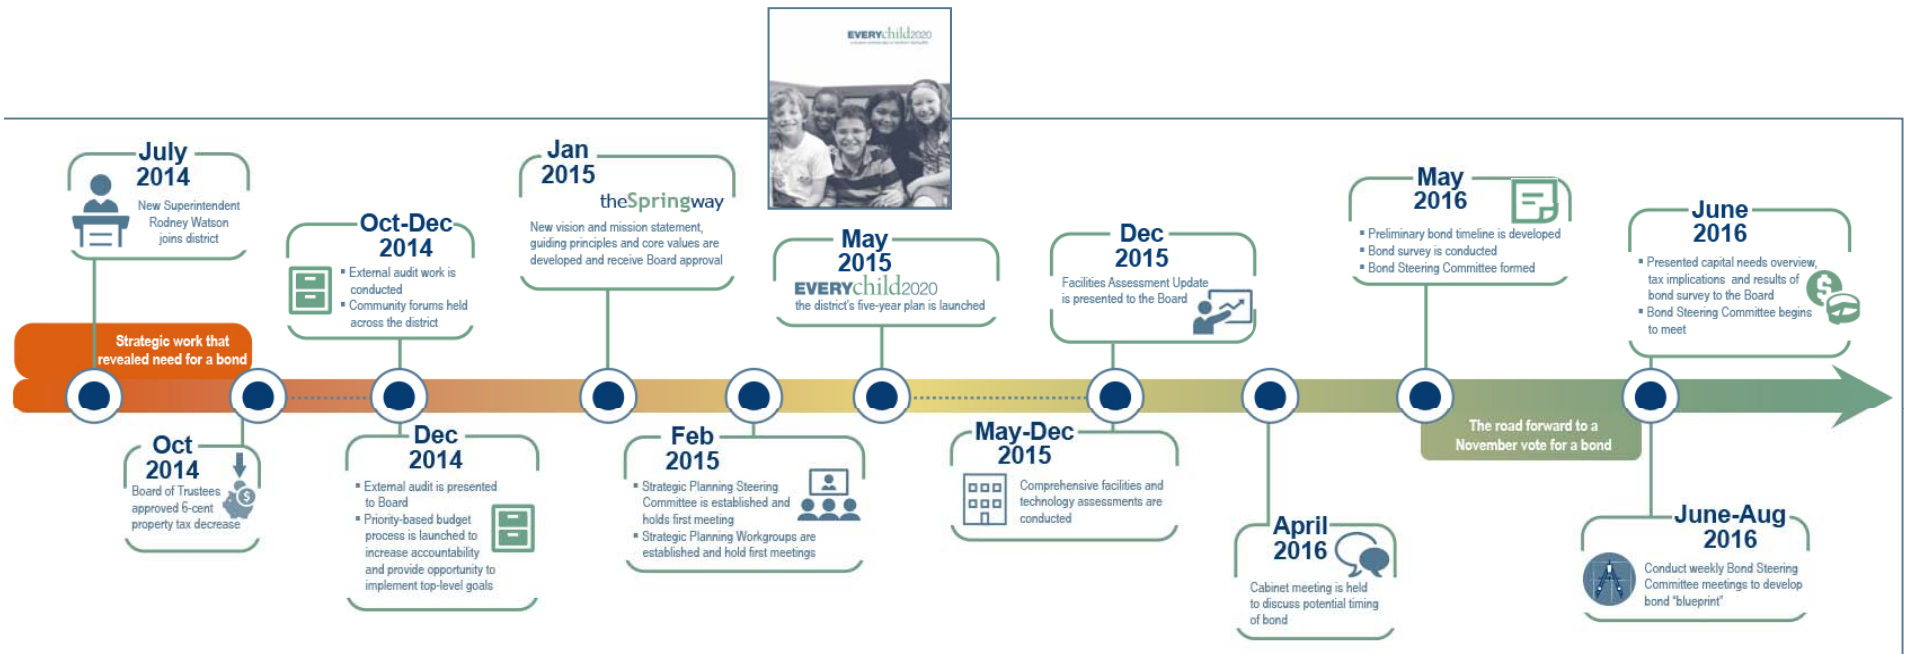 EVERYchild2020
July
2014
New Superintendent
Rodney Watson
joins district
Strategic work that
revealed need for a bond
Oct
2014
Board of Trustees
approved 6-cent
property tax decrease
Oct-Dec
2014
▪ External audit work is
conducted
▪ Community forums held
across the district
Dec
2014
▪ External audit is presented
to Board
▪ Priority-based budget
process is launched to
increase accountability
and provide opportunity to
implement top-level goals
Jan
2015
theSpringway
New vision and mission statement,
guiding principles and core values are
developed and receive Board approval
Feb
2015
▪ Strategic Planning Steering
Committee is established and
holds first meeting
▪ Strategic Planning Workgroups are
established and hold first meetings
May
2015
EVERYchild2020
the district's five-year plan is launched
May-Dec
2015
Comprehensive facilities and
technology assessments are
conducted
Dec
2015
Facilities Assessment Update
is presented to the Board
April
2016
Cabinet meeting is held
to discuss potential timing
of bond
May
2016
▪ Preliminary bond timeline is developed
▪ Bond survey is conducted
▪ Bond Steering Committee formed
The road forward to a
November vote for a bond
June
2016
▪ Presented capital needs overview,
tax implications and results of
bond survey to the Board
▪ Bond Steering Committee begins
to meet
June-Aug
2016
Conduct weekly Bond Steering
Committee meetings to develop
bond “blueprint”